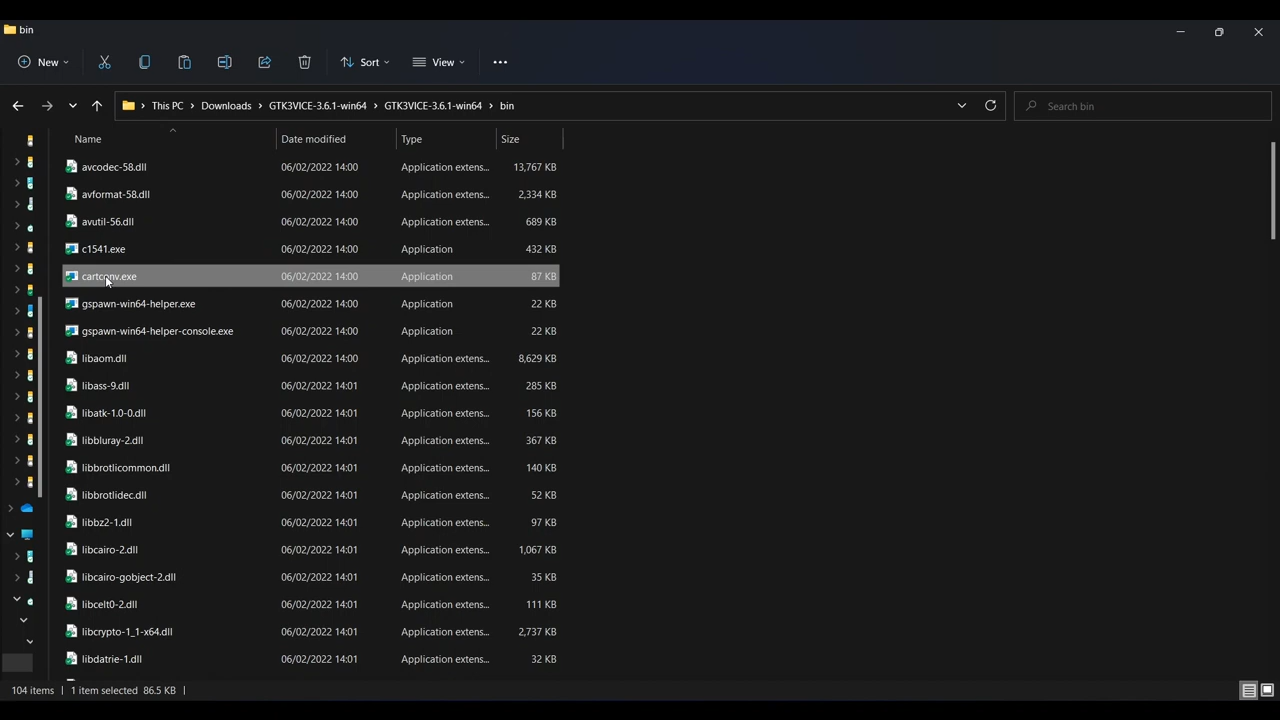 bin
New Sort View
This PC Downloads GTK3VICE-3.6.1-win64 GTK3VICE-3.6.1-win64 bin Search bin
Name Date modified Type Size
avcodec-58.dll 06/02/2022 14:00 Application extens... 13,767 KB
avformat-58.dll 06/02/2022 14:00 Application extens... 2,334 KB
avutil-56.dll 06/02/2022 14:00 Application extens... 689 KB
c1541.exe 06/02/2022 14:00 Application 432 KB
cartconv.exe 06/02/2022 14:00 Application 87 KB
gspawn-win64-helper.exe 06/02/2022 14:00 Application 22 KB
gspawn-win64-helper-console.exe 06/02/2022 14:00 Application 22 KB
libaom.dll 06/02/2022 14:00 Application extens... 8,629 KB
libass-9.dll 06/02/2022 14:01 Application extens... 285 KB
libatk-1.0-0.dll 06/02/2022 14:01 Application extens... 156 KB
libbluray-2.dll 06/02/2022 14:01 Application extens... 367 KB
libbrotlicommon.dll 06/02/2022 14:01 Application extens... 140 KB
libbrotlidec.dll 06/02/2022 14:01 Application extens... 52 KB
libbz2-1.dll 06/02/2022 14:01 Application extens... 97 KB
libcairo-2.dll 06/02/2022 14:01 Application extens... 1,067 KB
libcairo-gobject-2.dll 06/02/2022 14:01 Application extens... 35 KB
libcelt0-2.dll 06/02/2022 14:01 Application extens... 111 KB
libcrypto-1_1-x64.dll 06/02/2022 14:01 Application extens... 2,737 KB
libdatrie-1.dll 06/02/2022 14:01 Application extens... 32 KB
104 items 1 item selected 86.5 KB